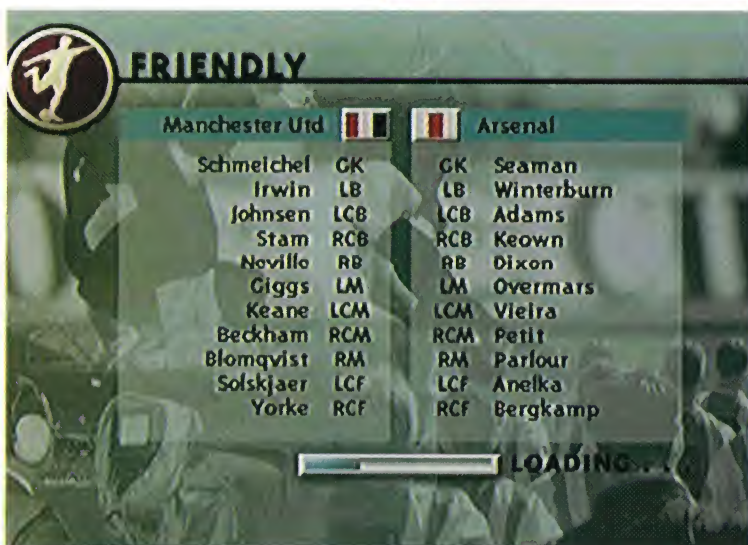 FRIENDLY
Manchester Utd Arsenal
Schmeichel GK GK Seaman
Irwin LB LB Winterburn
Johnsen LCB LCB Adams
Stam RCB RCB Keown
Neville RB RB Dixon
Giggs LM LM Overmars
Keane LCM LCM Vieira
Beckham RCM RCM Petit
Blomqvist RM RM Parlour
Solskjaer LCF LCF Anelka
Yorke RCF RCF Bergkamp
LOADING...